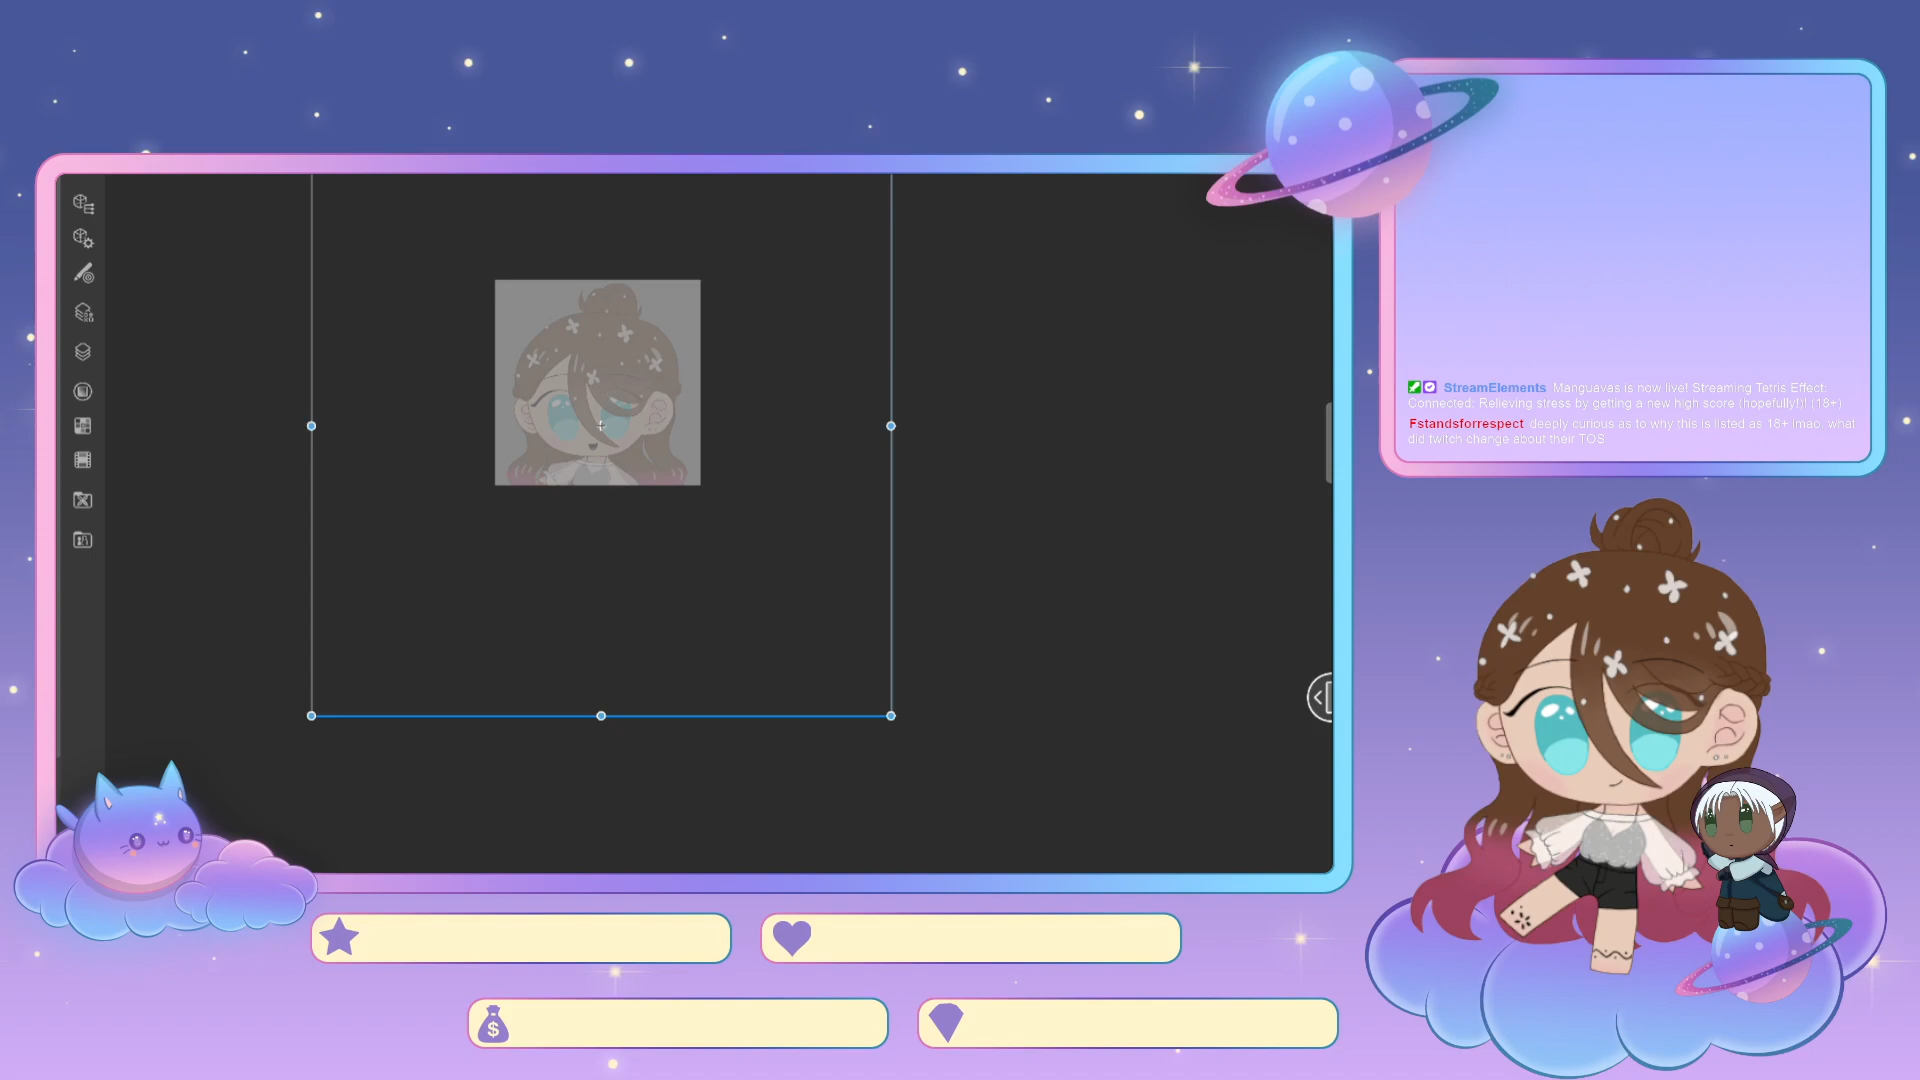 StreamElements Manguavas is now live! Streaming Tetris Effect:
Connected: Relieving stress by getting a new high score (hopefully!)! (18+)
Fstandsforrespect deeply curious as to why this is listed as 18+ lmao. what
did twitch change about their TOS
$